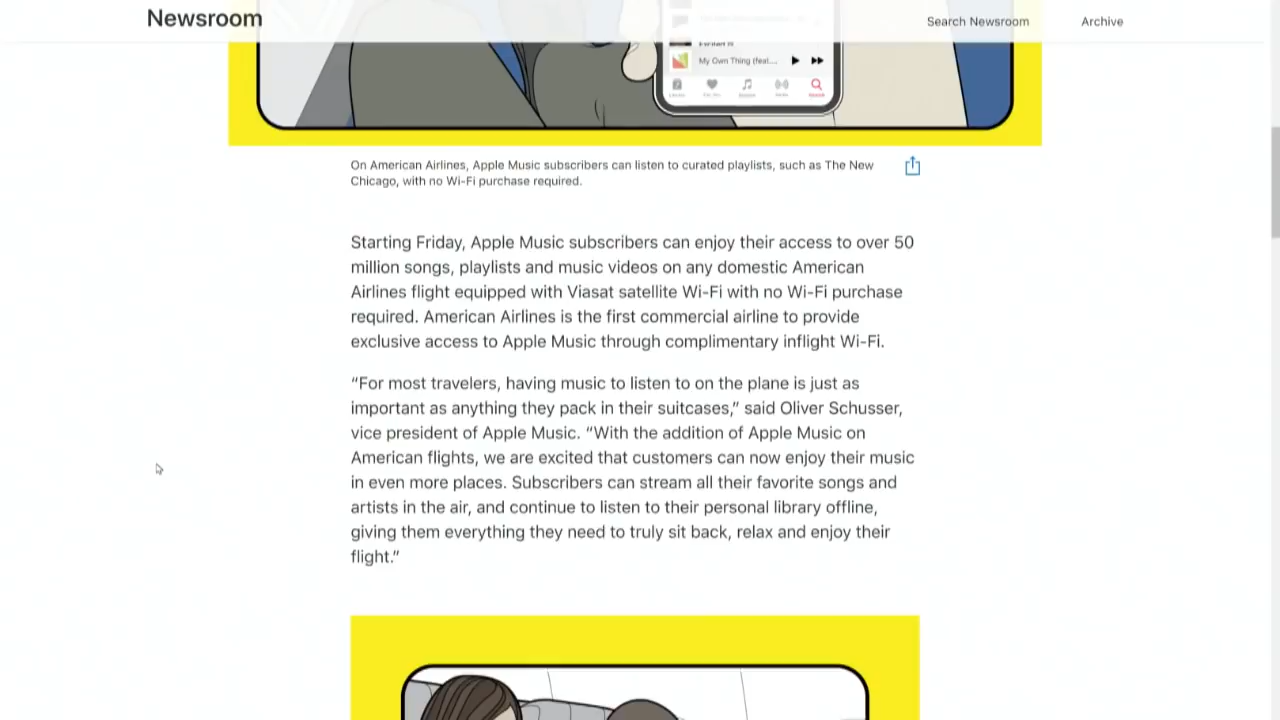 Newsroom
Search Newsroom
Archive
My Own Thing (feat....
On American Airlines, Apple Music subscribers can listen to curated playlists, such as The New
Chicago, with no Wi-Fi purchase required.
Starting Friday, Apple Music subscribers can enjoy their access to over 50
million songs, playlists and music videos on any domestic American
Airlines flight equipped with Viasat satellite Wi-Fi with no Wi-Fi purchase
required. American Airlines is the first commercial airline to provide
exclusive access to Apple Music through complimentary inflight Wi-Fi.
“For most travelers, having music to listen to on the plane is just as
important as anything they pack in their suitcases,” said Oliver Schusser,
vice president of Apple Music. “With the addition of Apple Music on
American flights, we are excited that customers can now enjoy their music
in even more places. Subscribers can stream all their favorite songs and
artists in the air, and continue to listen to their personal library offline,
giving them everything they need to truly sit back, relax and enjoy their
flight.”